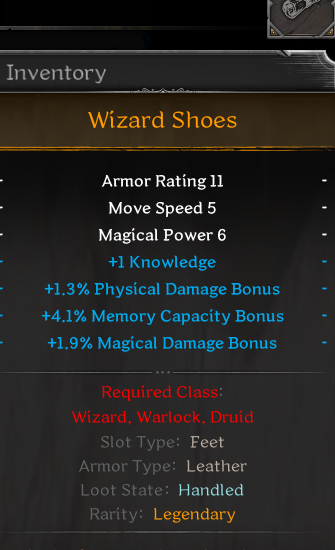 Inventory
Wizard Shoes
- Armor Rating 11 -
- Move Speed 5 -
- Magical Power 6 -
- +1 Knowledge -
- +1.3% Physical Damage Bonus -
- +4.1% Memory Capacity Bonus -
- +1.9% Magical Damage Bonus -
Required Class:
Wizard, Warlock, Druid
Slot Type: Feet
Armor Type: Leather
Loot State: Handled
Rarity: Legendary